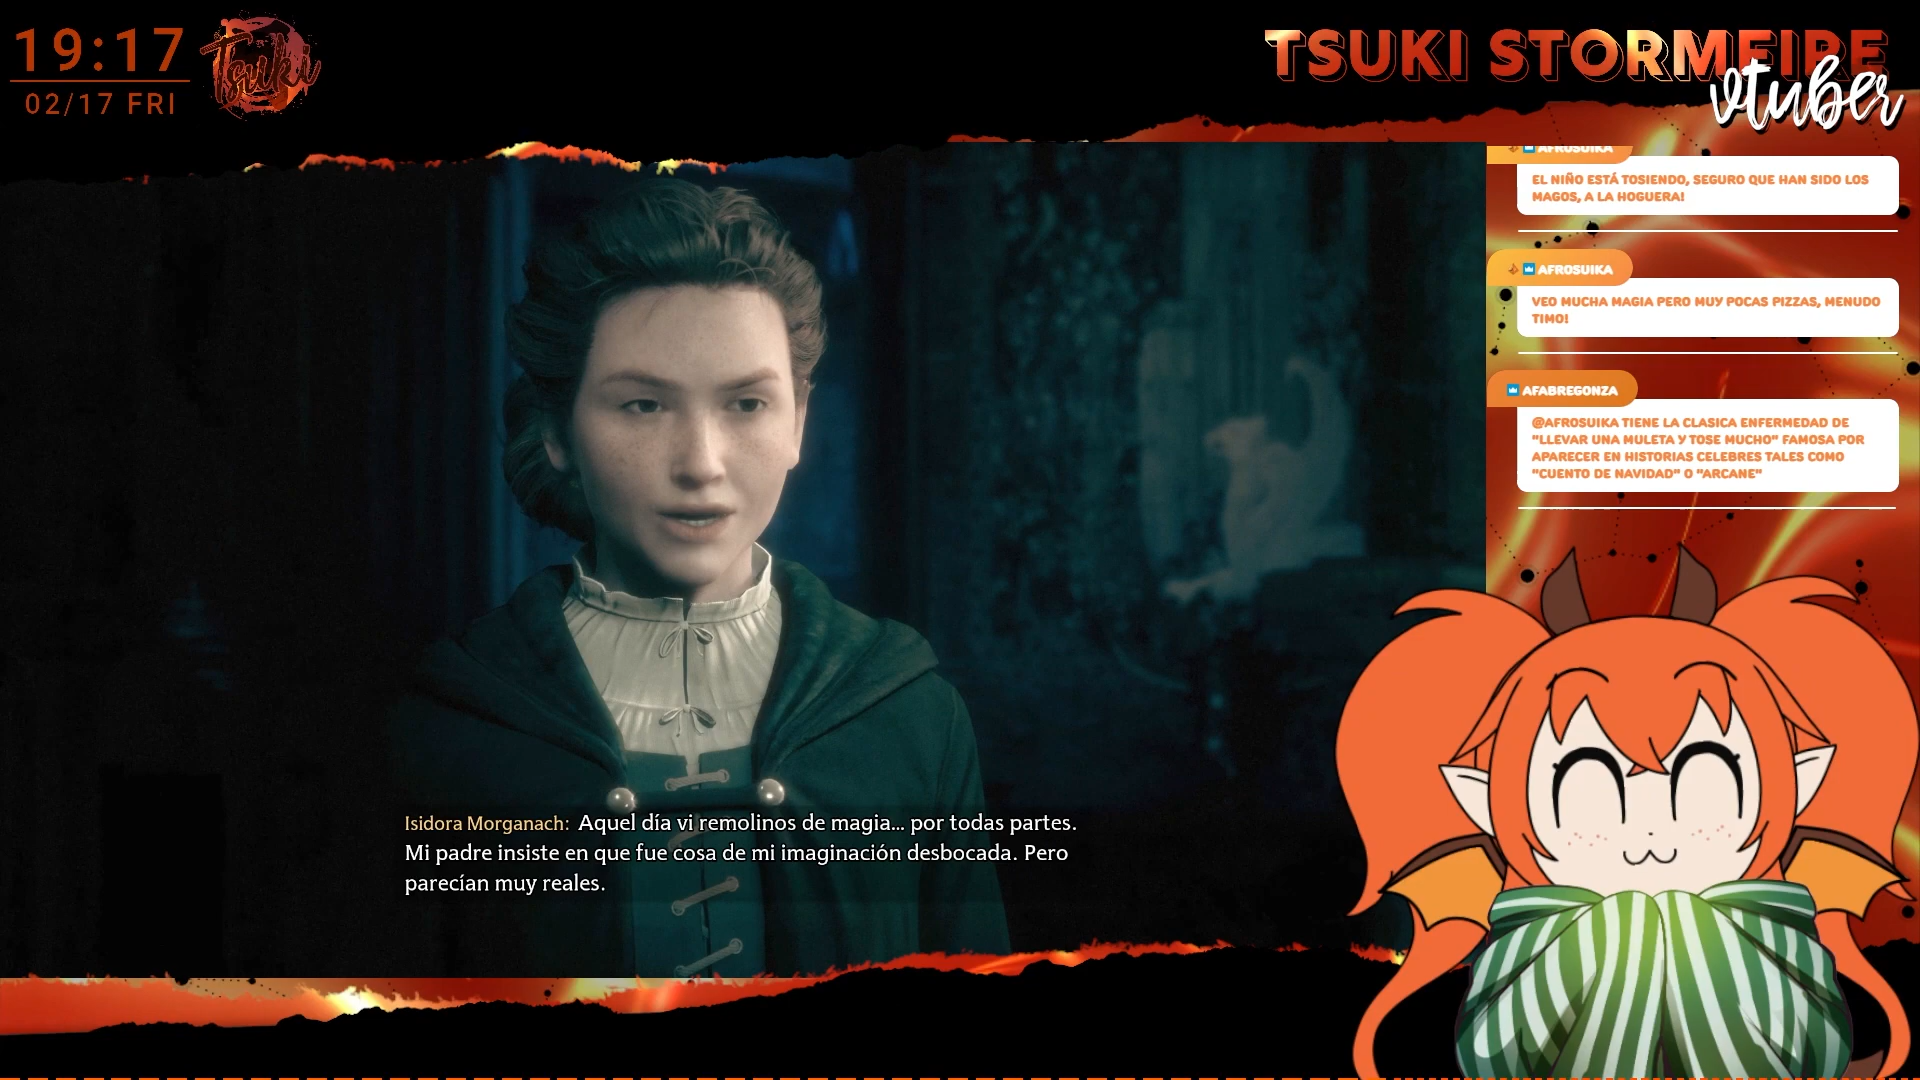 19:17
02/17 FRI
Tsuki
TSUKI STORMFIRE
vtuber
AFROSUIKA
EL NIÑO ESTÁ TOSIENDO, SEGURO QUE HAN SIDO LOS
MAGOS, A LA HOGUERA!
AFROSUIKA
VEO MUCHA MAGIA PERO MUY POCAS PIZZAS, MENUDO
TIMO!
AFABREGONZA
@AFROSUIKA TIENE LA CLASICA ENFERMEDAD DE
"LLEVAR UNA MULETA Y TOSE MUCHO" FAMOSA POR
APARECER EN HISTORIAS CELEBRES TALES COMO
"CUENTO DE NAVIDAD" O "ARCANE"
Isidora Morganach: Aquel día vi remolinos de magia... por todas partes.
Mi padre insiste en que fue cosa de mi imaginación desbocada. Pero
parecían muy reales.